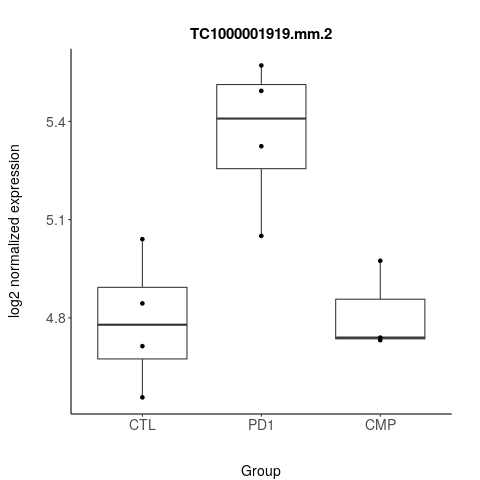 TC1000001919.mm.2
log2 normalized expression
5.4
5.1
4.8
CTL PD1 CMP
Group